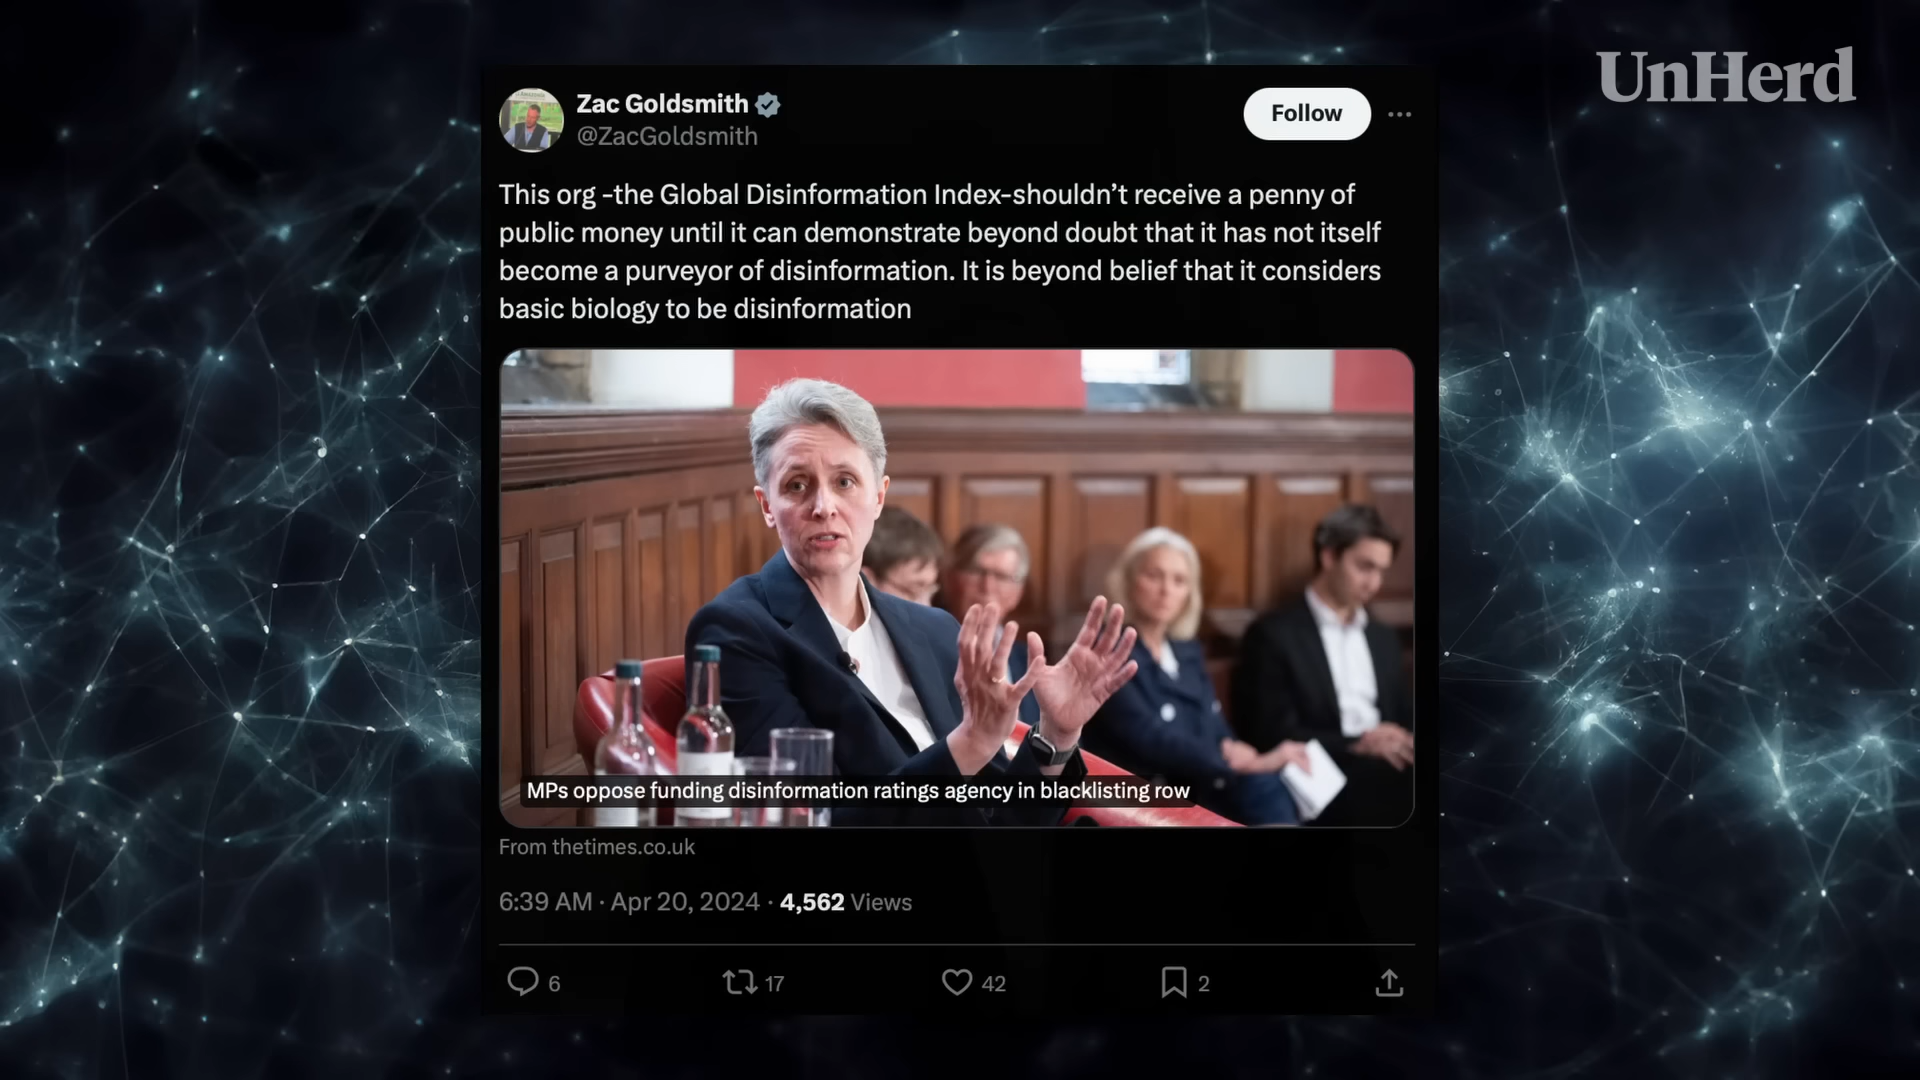 UnHerd
Zac Goldsmith
@ZacGoldsmith
Follow
This org -the Global Disinformation Index-shouldn’t receive a penny of
public money until it can demonstrate beyond doubt that it has not itself
become a purveyor of disinformation. It is beyond belief that it considers
basic biology to be disinformation
MPs oppose funding disinformation ratings agency in blacklisting row
From thetimes.co.uk
6:39 AM · Apr 20, 2024 · 4,562 Views
6 17 42 2